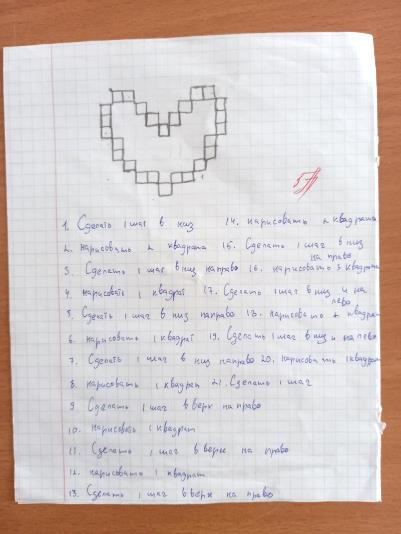 5
1. Сделать 1 шаг в низ 14. нарисовать 2 квадрата
2. нарисовать 2 квадрата 15. Сделать 1 шаг в низ на право
3. Сделать 1 шаг в низ направо 16. нарисовать 3 квадрата
4. нарисовать 1 квадрат 17. Сделать 1 шаг в низ и на лево
5. Сделать 1 шаг в низ направо 18. нарисовать 2 квадрат
6. нарисовать 1 квадрат 19. Сделать 1 шаг в низ и на лево
7. Сделать 1 шаг в низ направо 20. нарисовать 1 квадрат
8. нарисовать 1 квадрат 21. Сделать 1 шаг
9. Сделать 1 шаг вверх на право
10. нарисовать 1 квадрат
11. Сделать 1 шаг вверх на право
12. нарисовать 1 квадрат
13. Сделать 1 шаг вверх на право